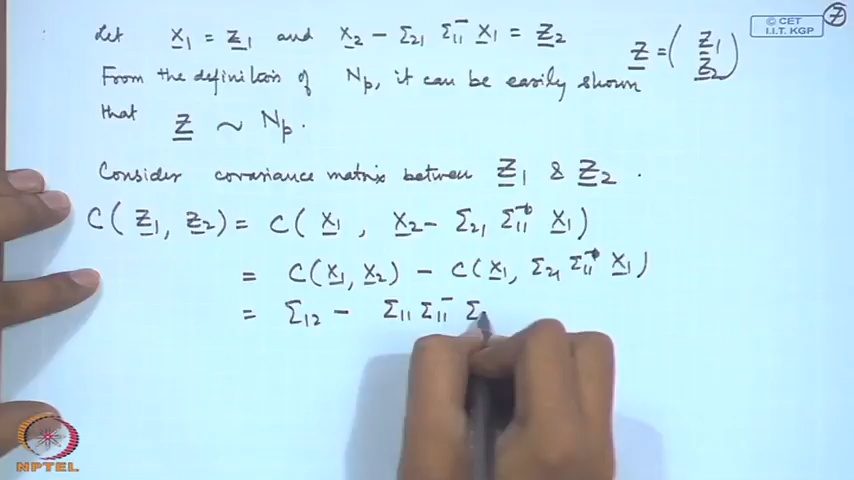 Let X₁ = Z₁ and X₂ − Σ₂₁ Σ₁₁⁻ X₁ = Z₂
Z = ( Z₁ Z₂ )
© CET
I.I.T. KGP
7
From the definition of Nₚ, it can be easily shown
that Z ~ Nₚ.
Consider covariance matrix between Z₁ & Z₂ .
C( Z₁, Z₂) = C( X₁ , X₂ − Σ₂₁ Σ₁₁⁻ X₁ )
= C( X₁, X₂) − C( X₁, Σ₂₁ Σ₁₁⁻ X₁ )
= Σ₁₂ − Σ₁₁ Σ₁₁⁻ Σ
NPTEL